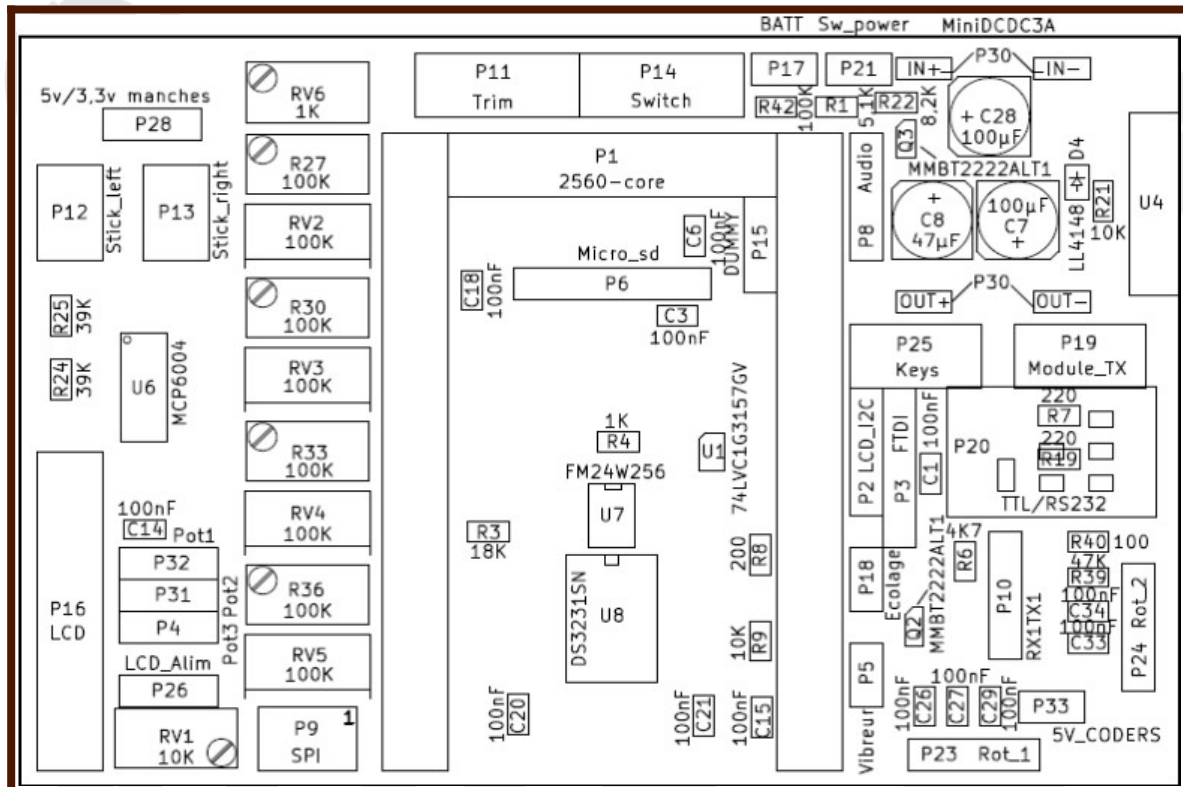 BATT Sw_power MiniDCDC3A
P11
Trim
P14
Switch
P17
P21
IN+
P30
IN-
R42
100K
R1
5,1K
R22
8,2K
+ C28
100µF
5v/3,3v manches
P28
RV6
1K
R27
100K
P1
2560-core
Audio
P8
Q3
MMBT2222ALT1
D4
LL4148
R21
10K
U4
P12
Stick_left
P13
Stick_right
RV2
100K
C6
100nF
DUMMY
P15
+
C8
47µF
100µF
C7
+
Micro_sd
P6
C18
100nF
C3
100nF
P30
OUT+
OUT-
R25
39K
R24
39K
U6
MCP6004
R30
100K
RV3
100K
P25
Keys
P19
Module_TX
74LVC1G3157GV
1K
R4
U1
FM24W256
U7
P2 LCD_I2C
P3 FTDI
C1
100nF
P20
220
R7
220
R19
TTL/RS232
R33
100K
RV4
100K
100nF
C14
Pot1
P32
P31
Pot2
P4
Pot3
R3
18K
200
R8
P18
Ecolage
Q2
MMBT2222ALT1
4K7
R6
P10
RX1TX1
R40 100
47K
R39
100nF
C34
100nF
C33
P24 Rot_2
P16
LCD
R36
100K
RV5
100K
DS3231SN
U8
10K
R9
P5
Vibreur
LCD_Alim
P26
RV1
10K
P9
SPI
1
100nF
C20
100nF
C21
100nF
C15
100nF
C26
100nF
C27
C29
100nF
P33
5V_CODERS
P23 Rot_1